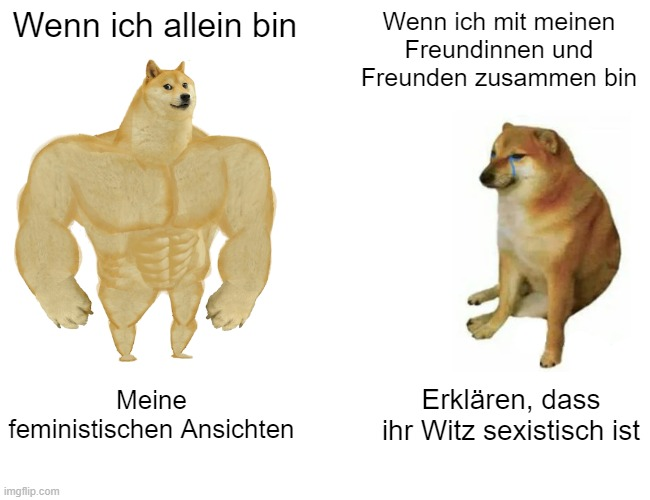 Wenn ich allein bin
Wenn ich mit meinen
Freundinnen und
Freunden zusammen bin
Meine
feministischen Ansichten
Erklären, dass
ihr Witz sexistisch ist
imgflip.com